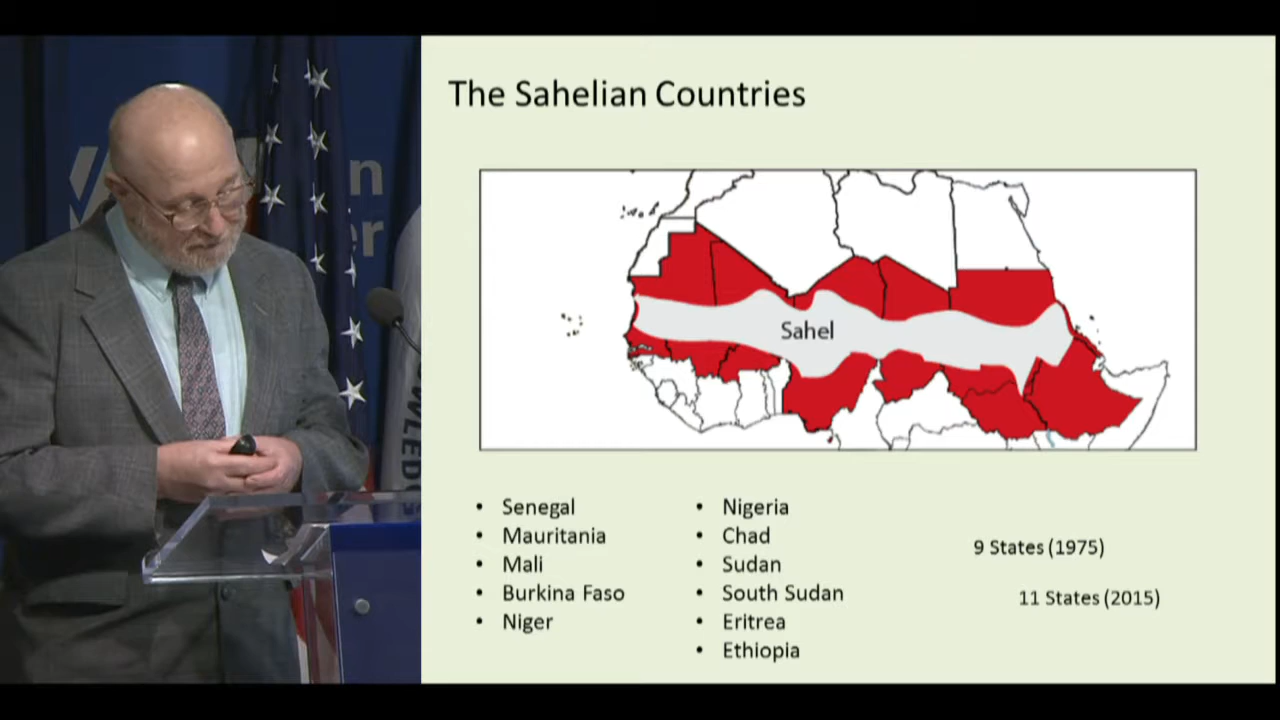 The Sahelian Countries
Sahel
• Senegal
• Mauritania
• Mali
• Burkina Faso
• Niger
• Nigeria
• Chad
• Sudan
• South Sudan
• Eritrea
• Ethiopia
9 States (1975)
11 States (2015)